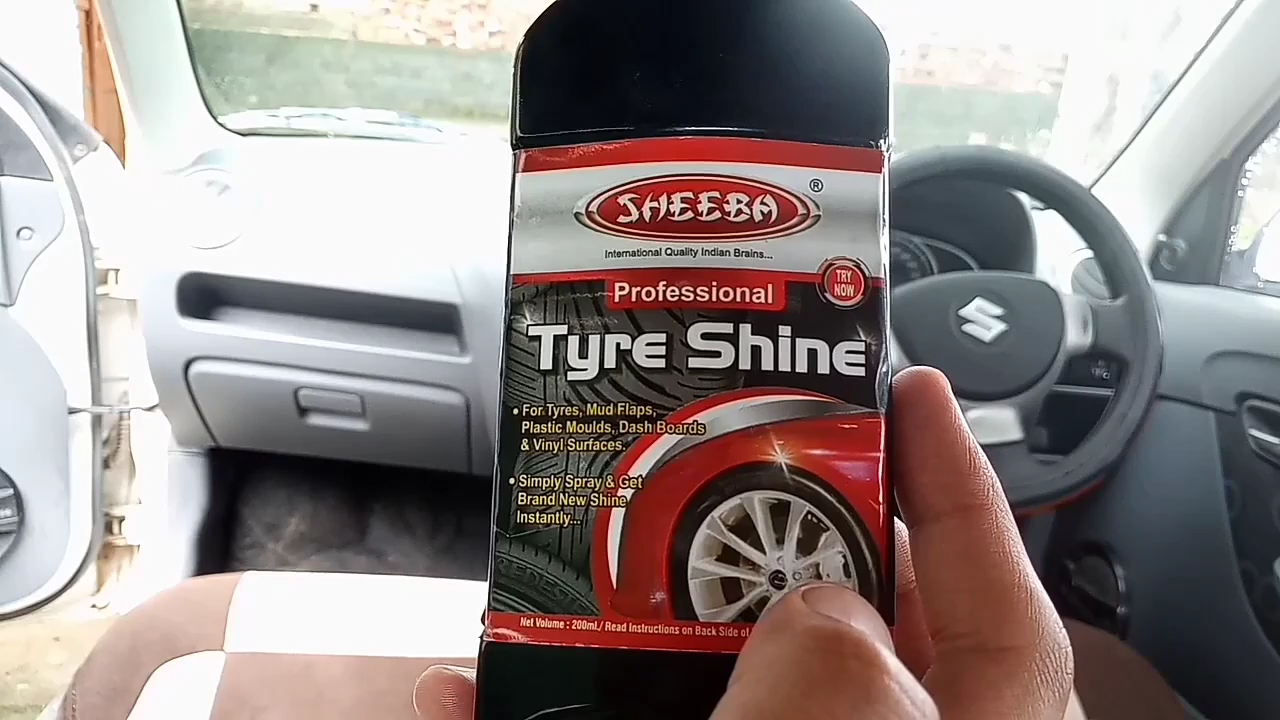 SHEEBA ®
International Quality Indian Brains...
TRY
NOW
Professional
Tyre Shine
• For Tyres, Mud Flaps,
Plastic Moulds, Dash Boards
& Vinyl Surfaces.
• Simply Spray & Get
Brand New Shine
Instantly...
Net Volume : 200ml./ Read Instructions on Back Side of